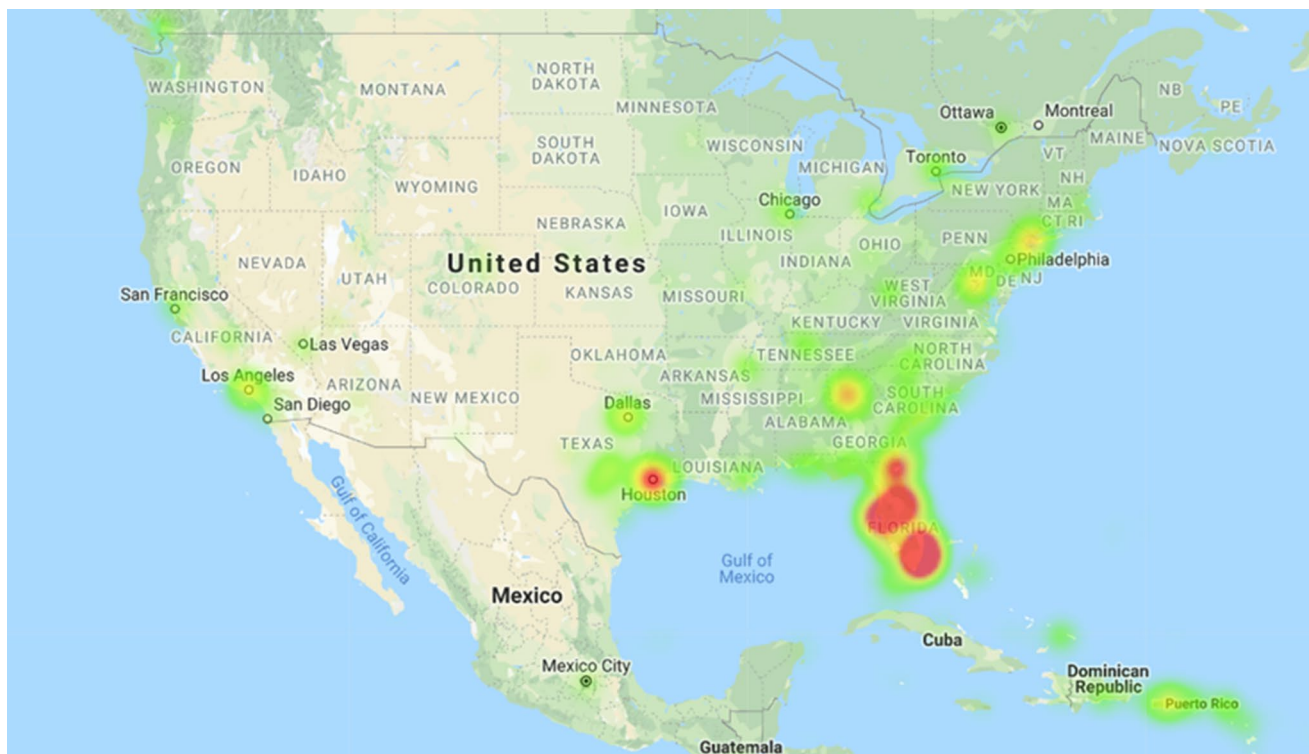 WASHINGTON
MONTANA
NORTH
DAKOTA
MINNESOTA
Ottawa
Montreal
NB
PE
MAINE
NOVA SCOTIA
OREGON
IDAHO
SOUTH
DAKOTA
WISCONSIN
MICHIGAN
Toronto
VT
NH
WYOMING
NEW YORK
MA
CT RI
IOWA
Chicago
NEBRASKA
ILLINOIS
OHIO
PENN
NEVADA
UTAH
United States
INDIANA
Philadelphia
MD
DE
NJ
COLORADO
KANSAS
MISSOURI
WEST
VIRGINIA
San Francisco
CALIFORNIA
Las Vegas
KENTUCKY
VIRGINIA
OKLAHOMA
TENNESSEE
NORTH
CAROLINA
Los Angeles
ARIZONA
NEW MEXICO
ARKANSAS
MISSISSIPPI
SOUTH
CAROLINA
San Diego
Dallas
ALABAMA
TEXAS
GEORGIA
LOUISIANA
Houston
FLORIDA
Gulf of California
Gulf of
Mexico
Mexico
Cuba
Mexico City
Dominican
Republic
Puerto Rico
Guatemala